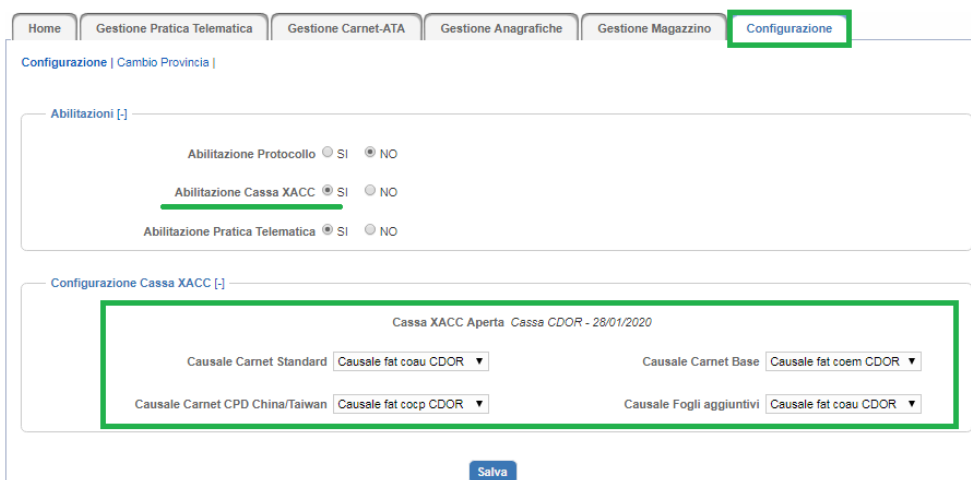 Home Gestione Pratica Telematica Gestione Carnet-ATA Gestione Anagrafiche Gestione Magazzino Configurazione
Configurazione | Cambio Provincia |
Abilitazioni [-]
Abilitazione Protocollo SI NO
Abilitazione Cassa XACC SI NO
Abilitazione Pratica Telematica SI NO
Configurazione Cassa XACC [-]
Cassa XACC Aperta Cassa CDOR - 28/01/2020
Causale Carnet Standard Causale fat coau CDOR ▼ Causale Carnet Base Causale fat coem CDOR ▼
Causale Carnet CPD China/Taiwan Causale fat cocp CDOR ▼ Causale Fogli aggiuntivi Causale fat coau CDOR ▼
Salva